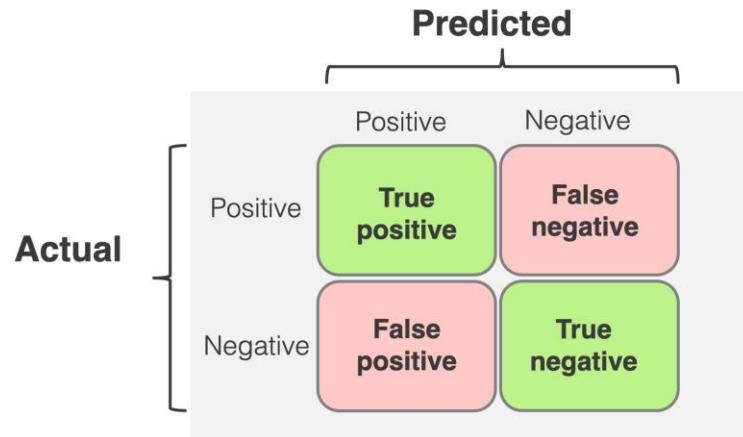 Predicted
Positive Negative
Actual
Positive
True
positive
False
negative
Negative
False
positive
True
negative